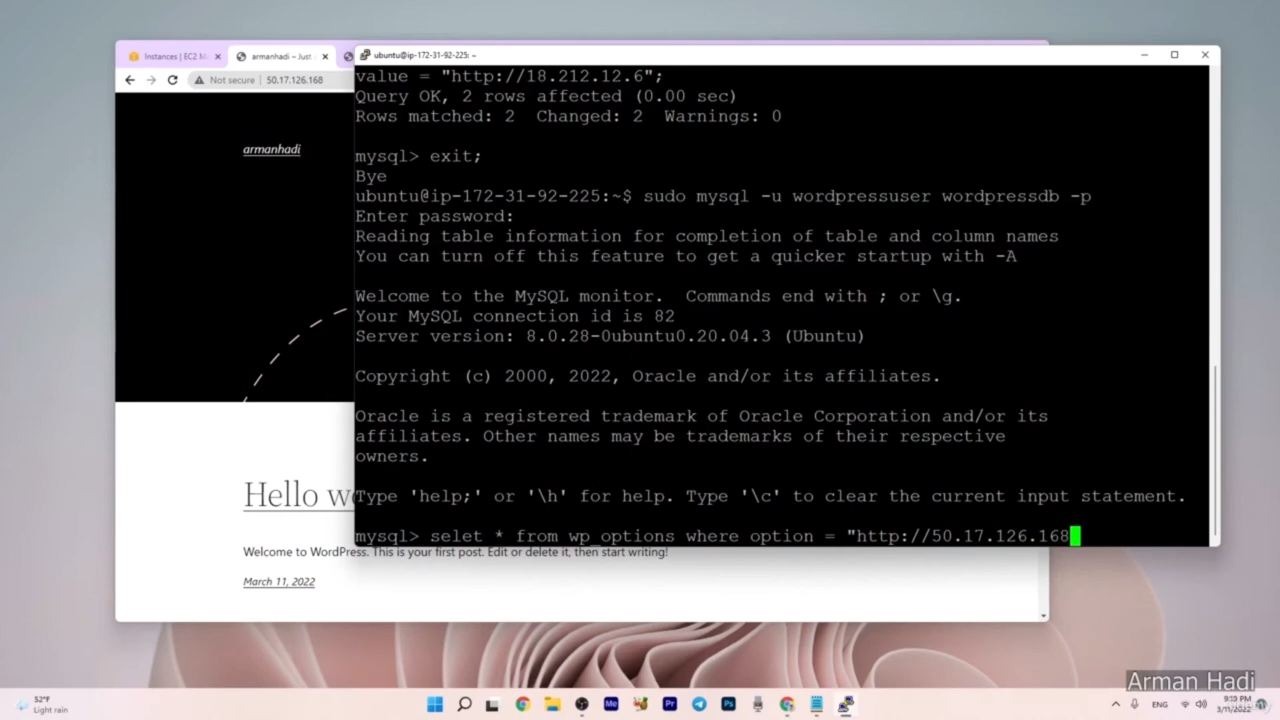 Instances | EC2 M
armanhadi – Just
ubuntu@ip-172-31-92-225: ~
Not secure
50.17.126.168
value = "http://18.212.12.6";
Query OK, 2 rows affected (0.00 sec)
Rows matched: 2  Changed: 2  Warnings: 0
armanhadi
mysql> exit;
Bye
ubuntu@ip-172-31-92-225:~$ sudo mysql -u wordpressuser wordpressdb -p
Enter password:
Reading table information for completion of table and column names
You can turn off this feature to get a quicker startup with -A
Welcome to the MySQL monitor.  Commands end with ; or \g.
Your MySQL connection id is 82
Server version: 8.0.28-0ubuntu0.20.04.3 (Ubuntu)
Copyright (c) 2000, 2022, Oracle and/or its affiliates.
Oracle is a registered trademark of Oracle Corporation and/or its
affiliates. Other names may be trademarks of their respective
owners.
Type 'help;' or '\h' for help. Type '\c' to clear the current input statement.
mysql> selet * from wp_options where option = "http://50.17.126.168
Hello w
Welcome to WordPress. This is your first post. Edit or delete it, then start writing!
March 11, 2022
Arman Hadi
52°F
Light rain
ENG
9:39 PM
3/11/2022